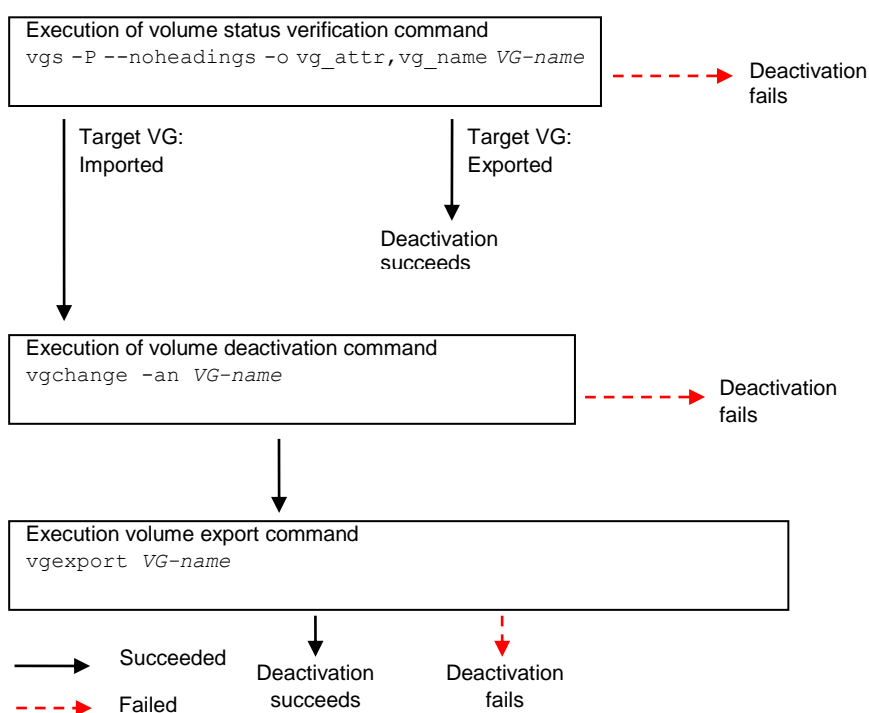 Execution of volume status verification command
vgs -P --noheadings -o vg_attr,vg_name VG-name
Deactivation
fails
Target VG:
Imported
Target VG:
Exported
Deactivation
succeeds
Execution of volume deactivation command
vgchange -an VG-name
Deactivation
fails
Execution volume export command
vgexport VG-name
Succeeded
Failed
Deactivation
succeeds
Deactivation
fails